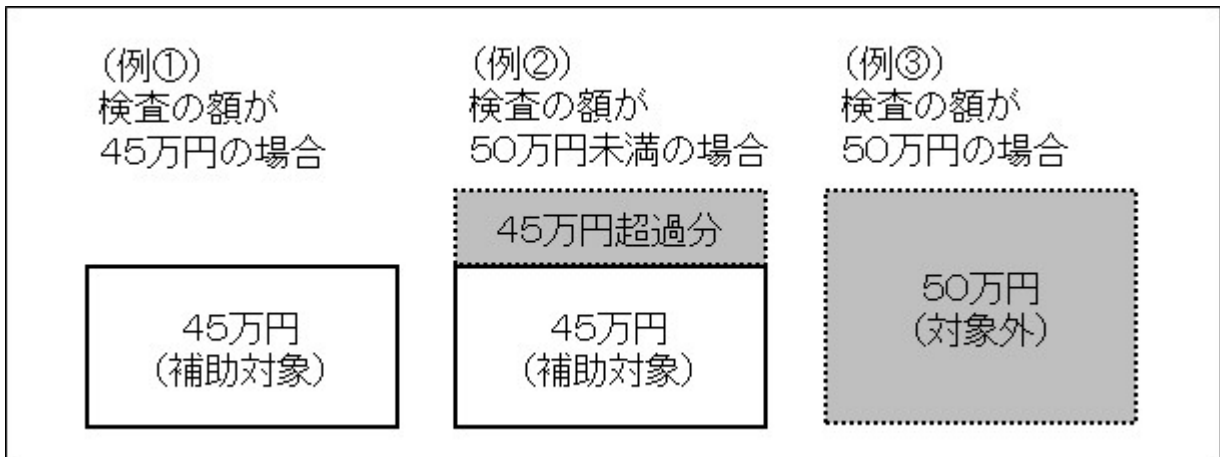 (例①)
検査の額が
45万円の場合
45万円
(補助対象)
(例②)
検査の額が
50万円未満の場合
45万円超過分
45万円
(補助対象)
(例③)
検査の額が
50万円の場合
50万円
(対象外)